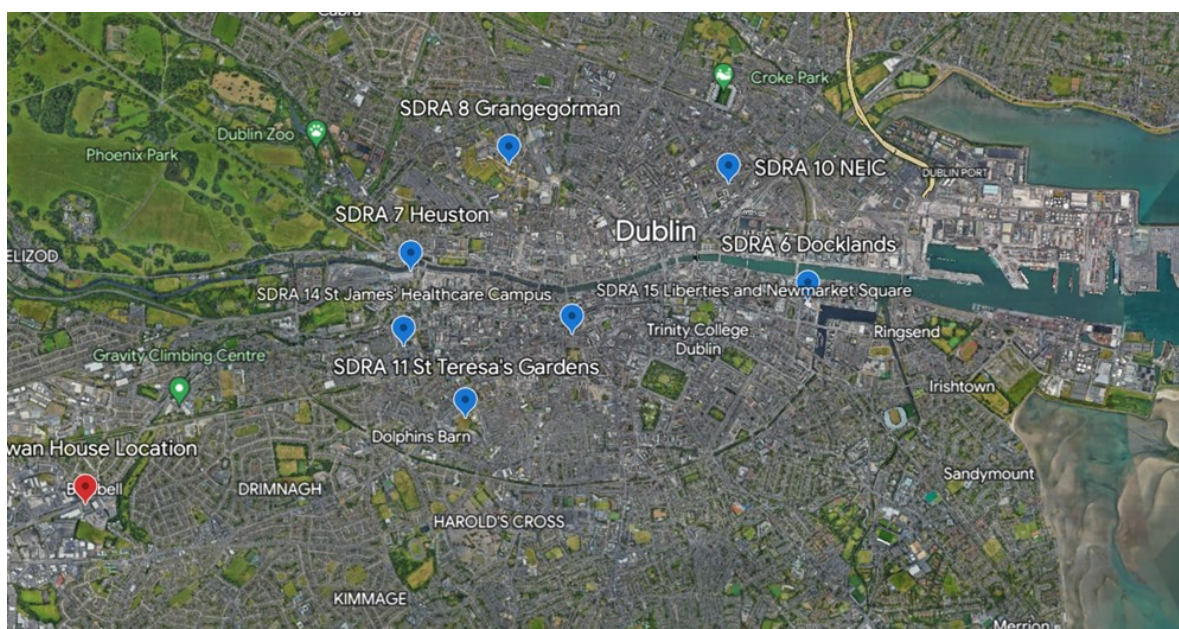 Cabra
Croke Park
SDRA 8 Grangegorman
Dublin Zoo
Phoenix Park
SDRA 10 NEIC
DUBLIN PORT
SDRA 7 Heuston
Dublin
SDRA 6 Docklands
ELIZOD
SDRA 14 St James' Healthcare Campus
SDRA 15 Liberties and Newmarket Square
Trinity College
Dublin
Ringsend
Gravity Climbing Centre
SDRA 11 St Teresa's Gardens
Irishtown
Dolphins Barn
wan House Location
Sandymount
DRIMNAGH
HAROLD'S CROSS
KIMMAGE
Merrion